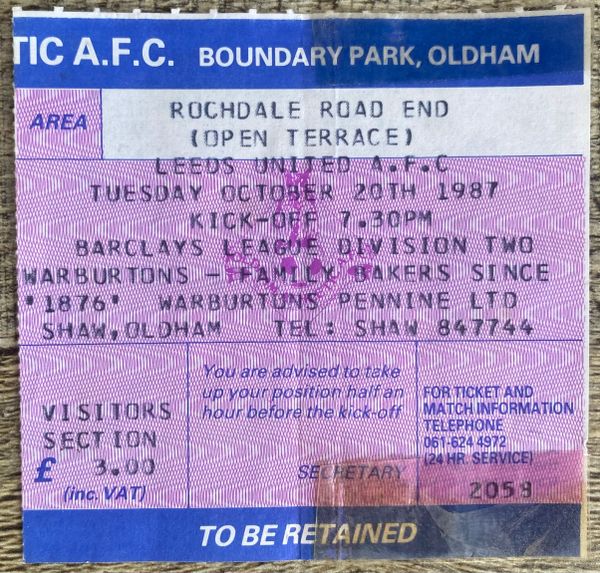 TIC A.F.C. BOUNDARY PARK, OLDHAM
AREA
ROCHDALE ROAD END
(OPEN TERRACE)
LEEDS UNITED A.F.C
TUESDAY OCTOBER 20TH 1987
KICK-OFF 7.30PM
BARCLAYS LEAGUE DIVISION TWO
WARBURTONS - FAMILY BAKERS SINCE
"1876" WARBURTONS PENNINE LTD
SHAW, OLDHAM TEL: SHAW 847744
VISITORS
SECTION
£ 3.00
(inc. VAT)
You are advised to take
up your position half an
hour before the kick-off
SECRETARY
FOR TICKET AND
MATCH INFORMATION
TELEPHONE
061-624 4972
(24 HR. SERVICE)
2059
TO BE RETAINED